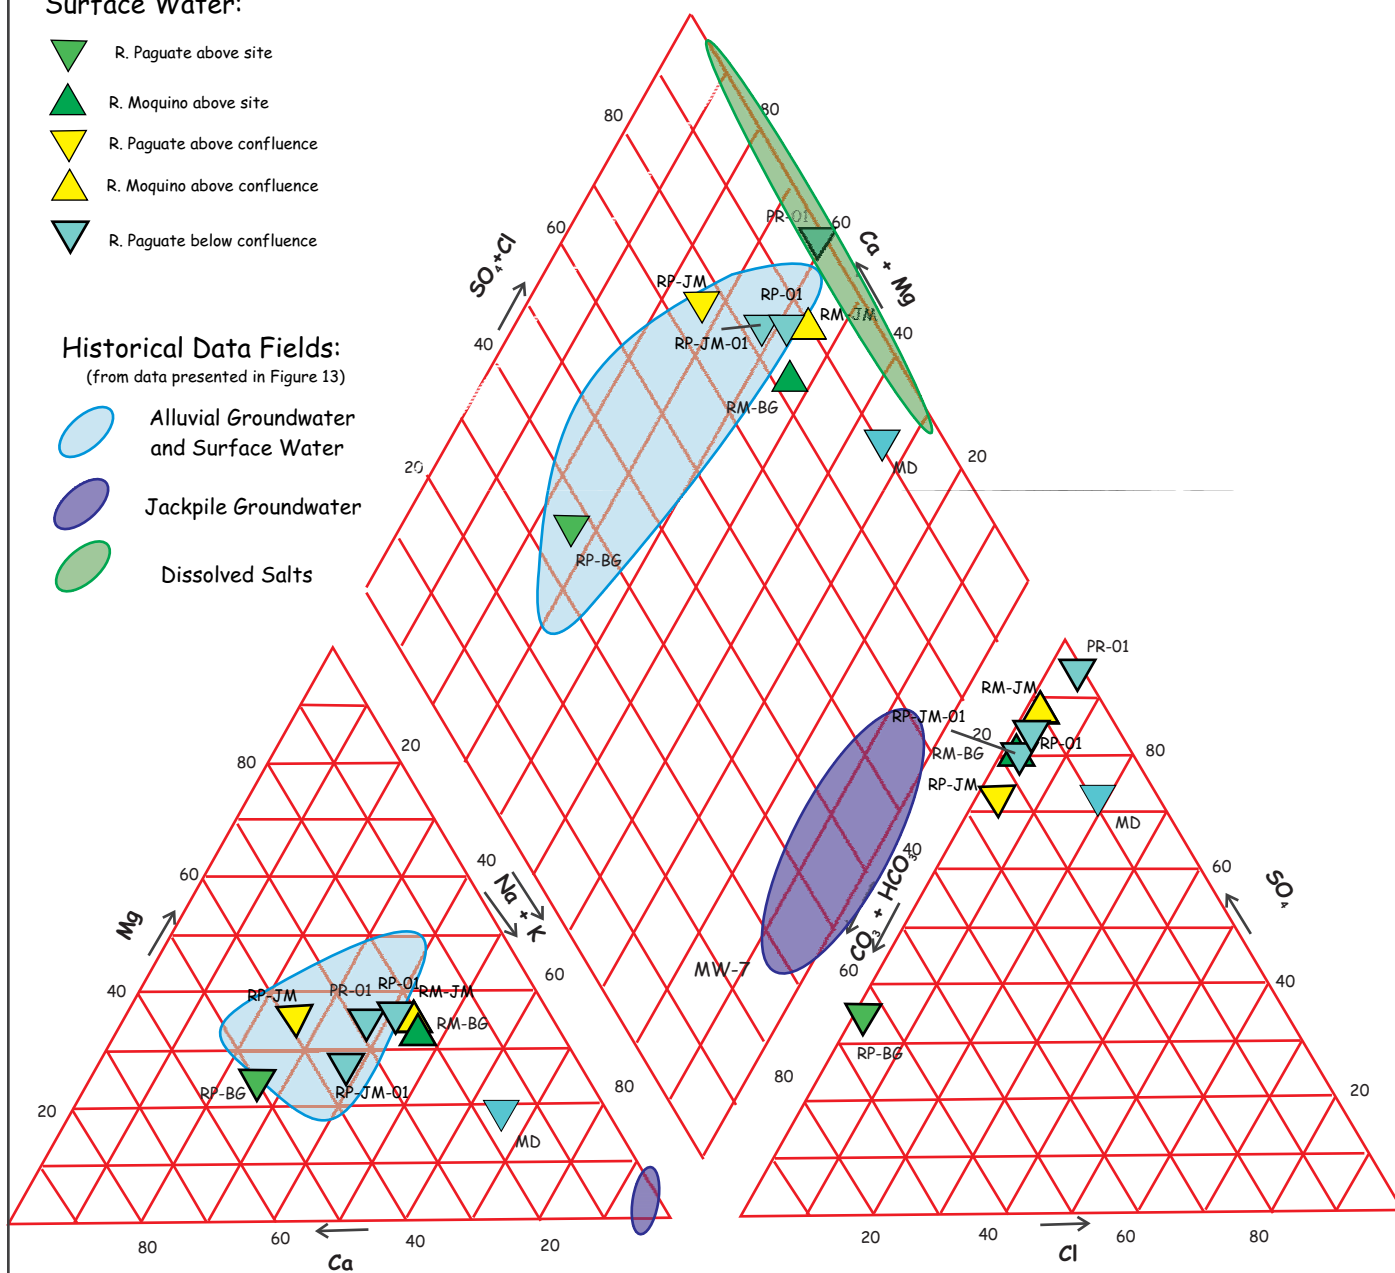 Surface Water:
R. Paguate above site
R. Moquino above site
R. Paguate above confluence
R. Moquino above confluence
R. Paguate below confluence
Historical Data Fields:
(from data presented in Figure 13)
Alluvial Groundwater
and Surface Water
Jackpile Groundwater
Dissolved Salts
80
60
40
20
SO₄+Cl
80
60
40
20
Ca + Mg
PR-01
RP-JM
RP-01
RM-JM
RP-JM-01
RM-BG
MD
RP-BG
MW-7
20
40
60
80
CO₃ + HCO₃
80
60
40
20
Mg
20
40
60
80
Na + K
RP-JM
PR-01
RP-01
RM-JM
RM-BG
RP-BG
RP-JM-01
MD
80
60
40
20
Ca
PR-01
RM-JM
RP-JM-01
RM-BG
RP-01
RP-JM
MD
RP-BG
80
60
40
20
SO₄
20
40
60
80
Cl